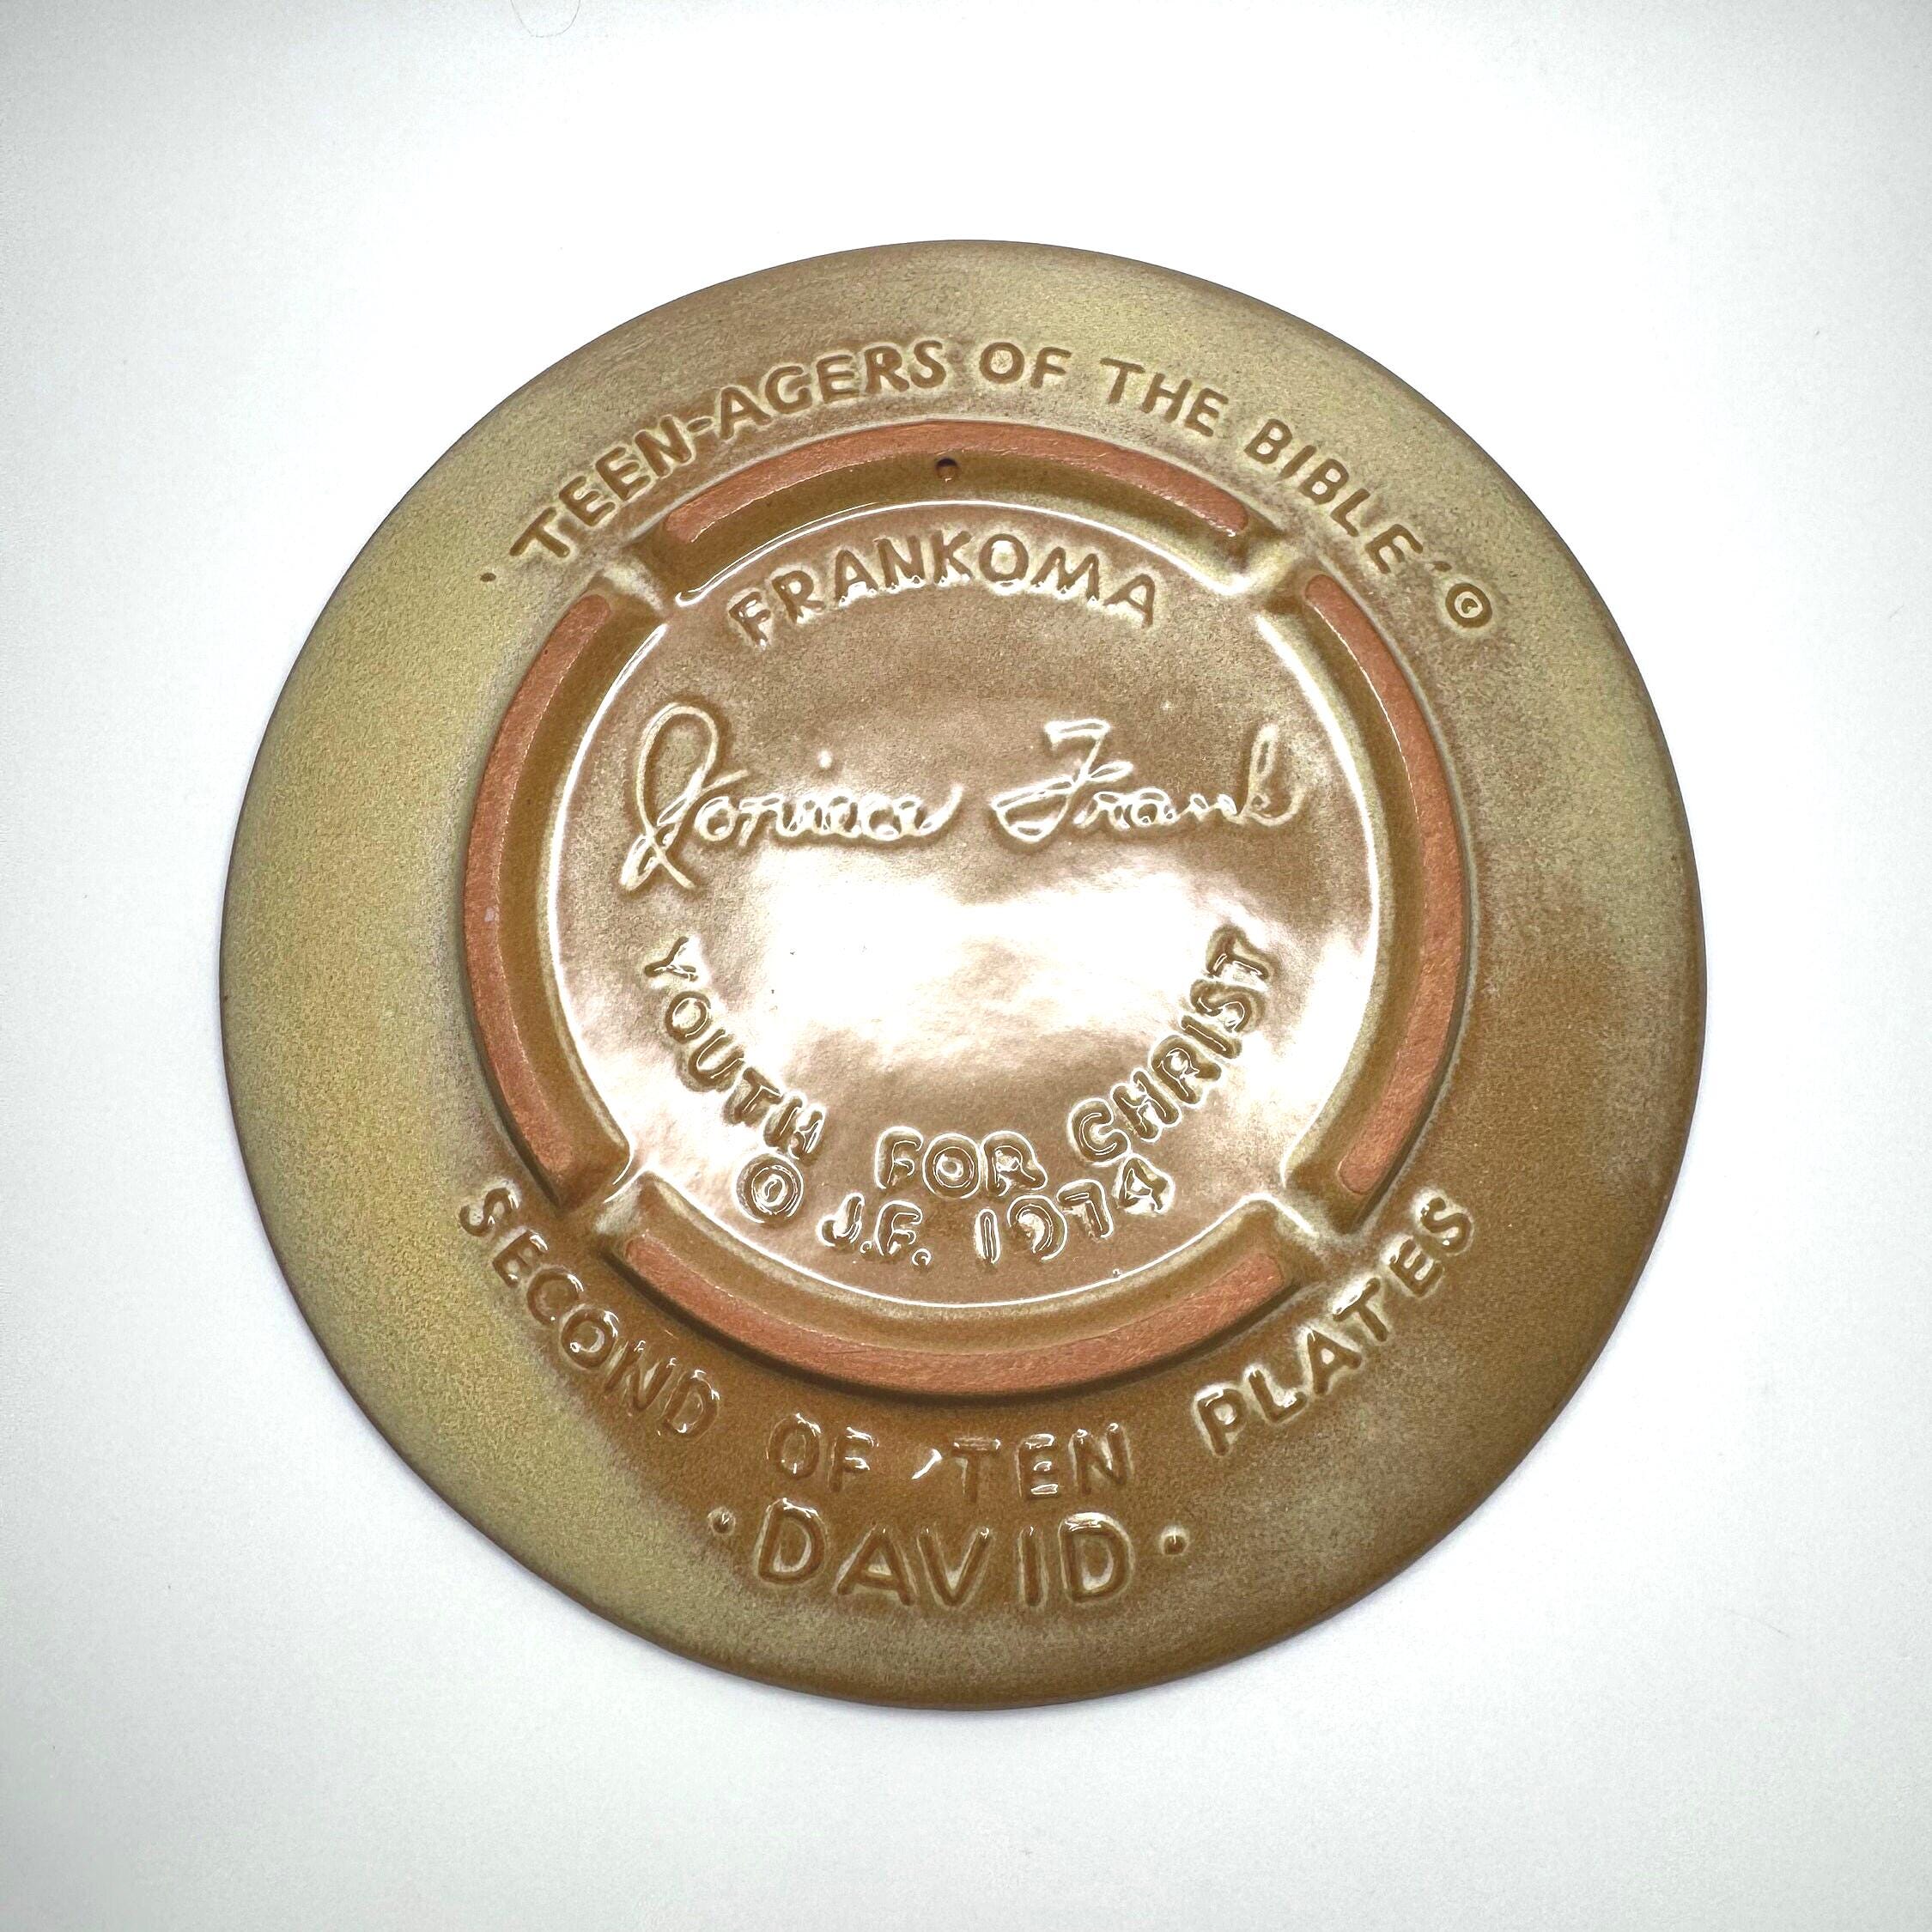 'TEEN-AGERS OF THE BIBLE' ©
FRANKOMA
Joniece Frank
YOUTH FOR CHRIST
© J.F. 1974
SECOND OF TEN PLATES
·DAVID·